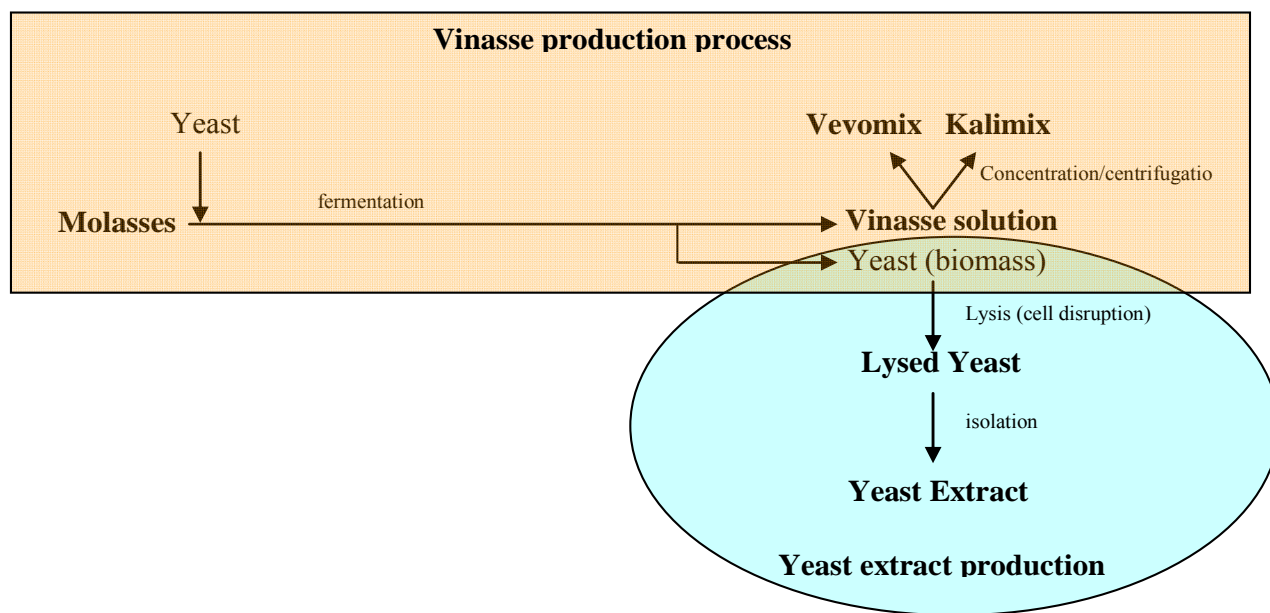 Vinasse production process
Yeast
Vevomix Kalimix
Concentration/centrifugatio
fermentation
Molasses
Vinasse solution
Yeast (biomass)
Lysis (cell disruption)
Lysed Yeast
isolation
Yeast Extract
Yeast extract production